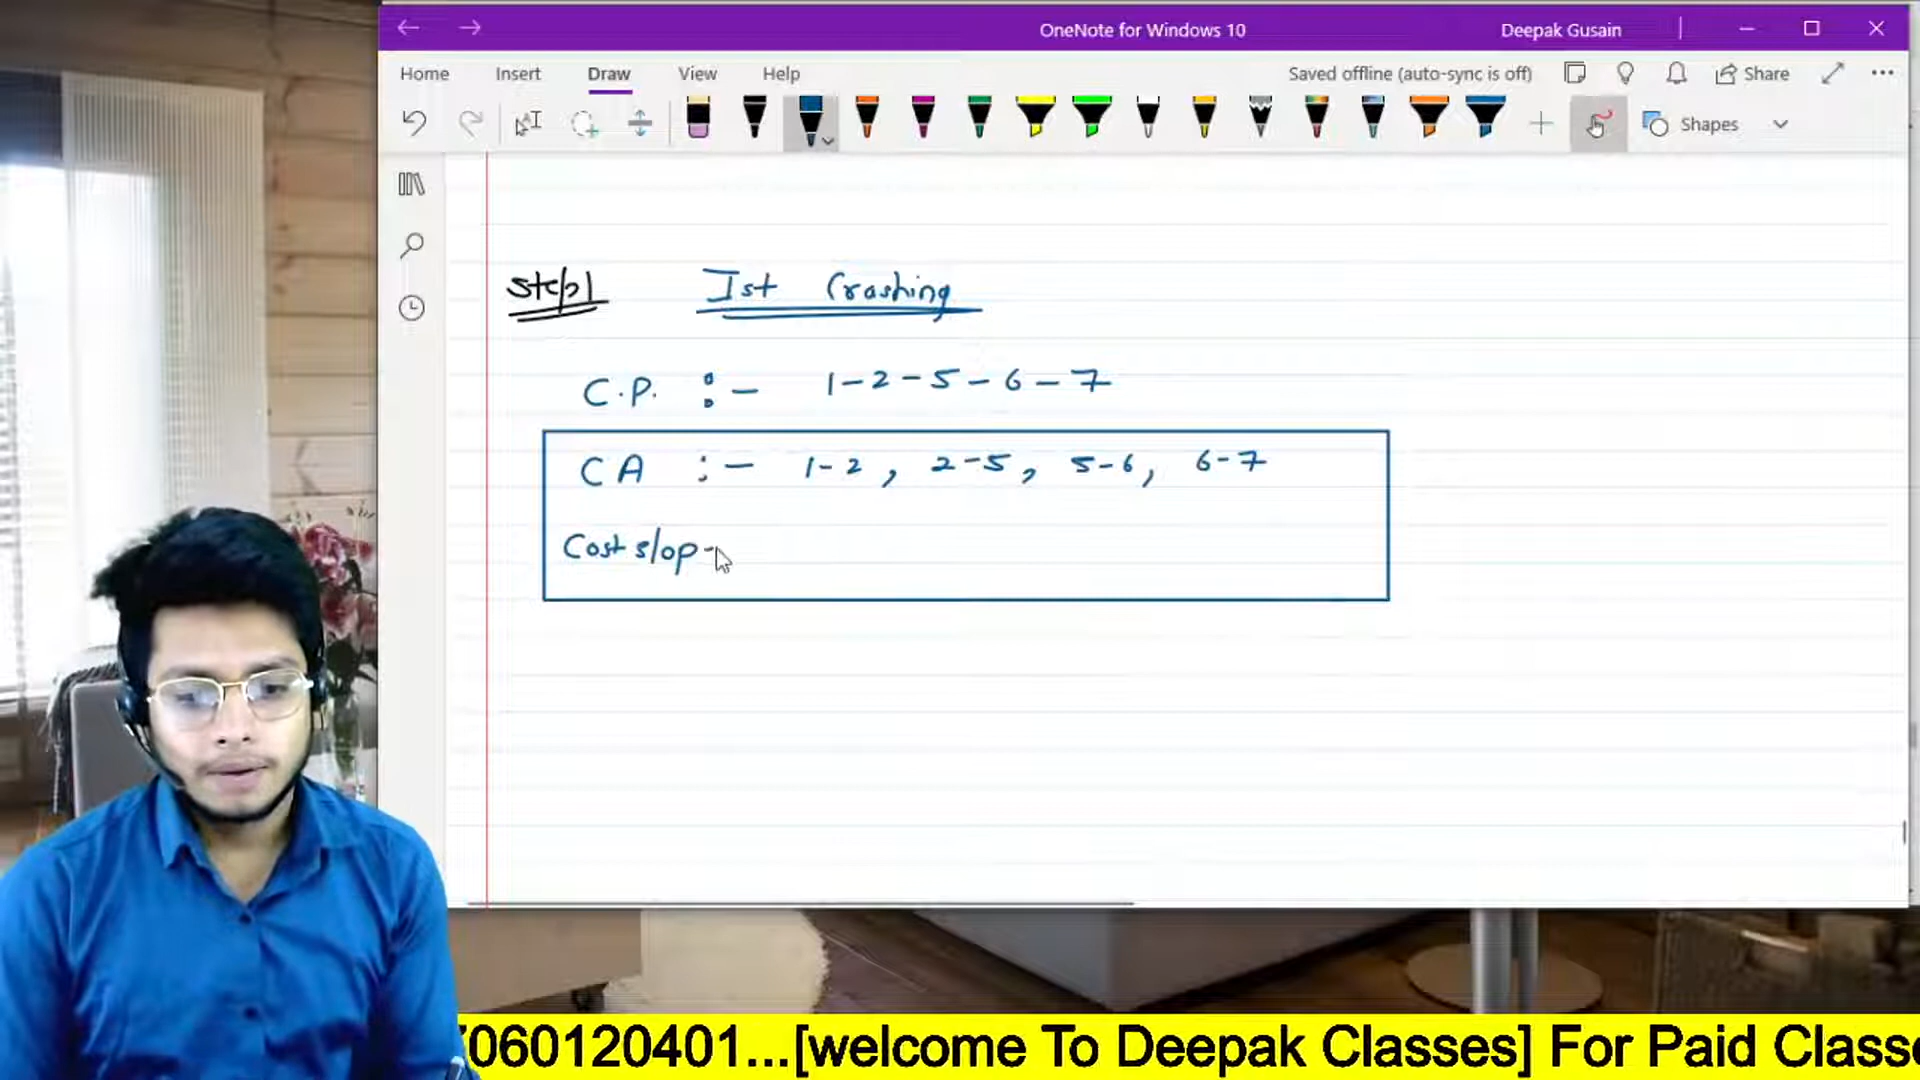 OneNote for Windows 10
Deepak Gusain
Home Insert Draw View Help
Saved offline (auto-sync is off)
Share
Shapes
Step1 Ist Crashing
C.P. :- 1-2-5-6-7
CA :- 1-2, 2-5, 5-6, 6-7
Cost slop -
7060120401...[welcome To Deepak Classes] For Paid Classe